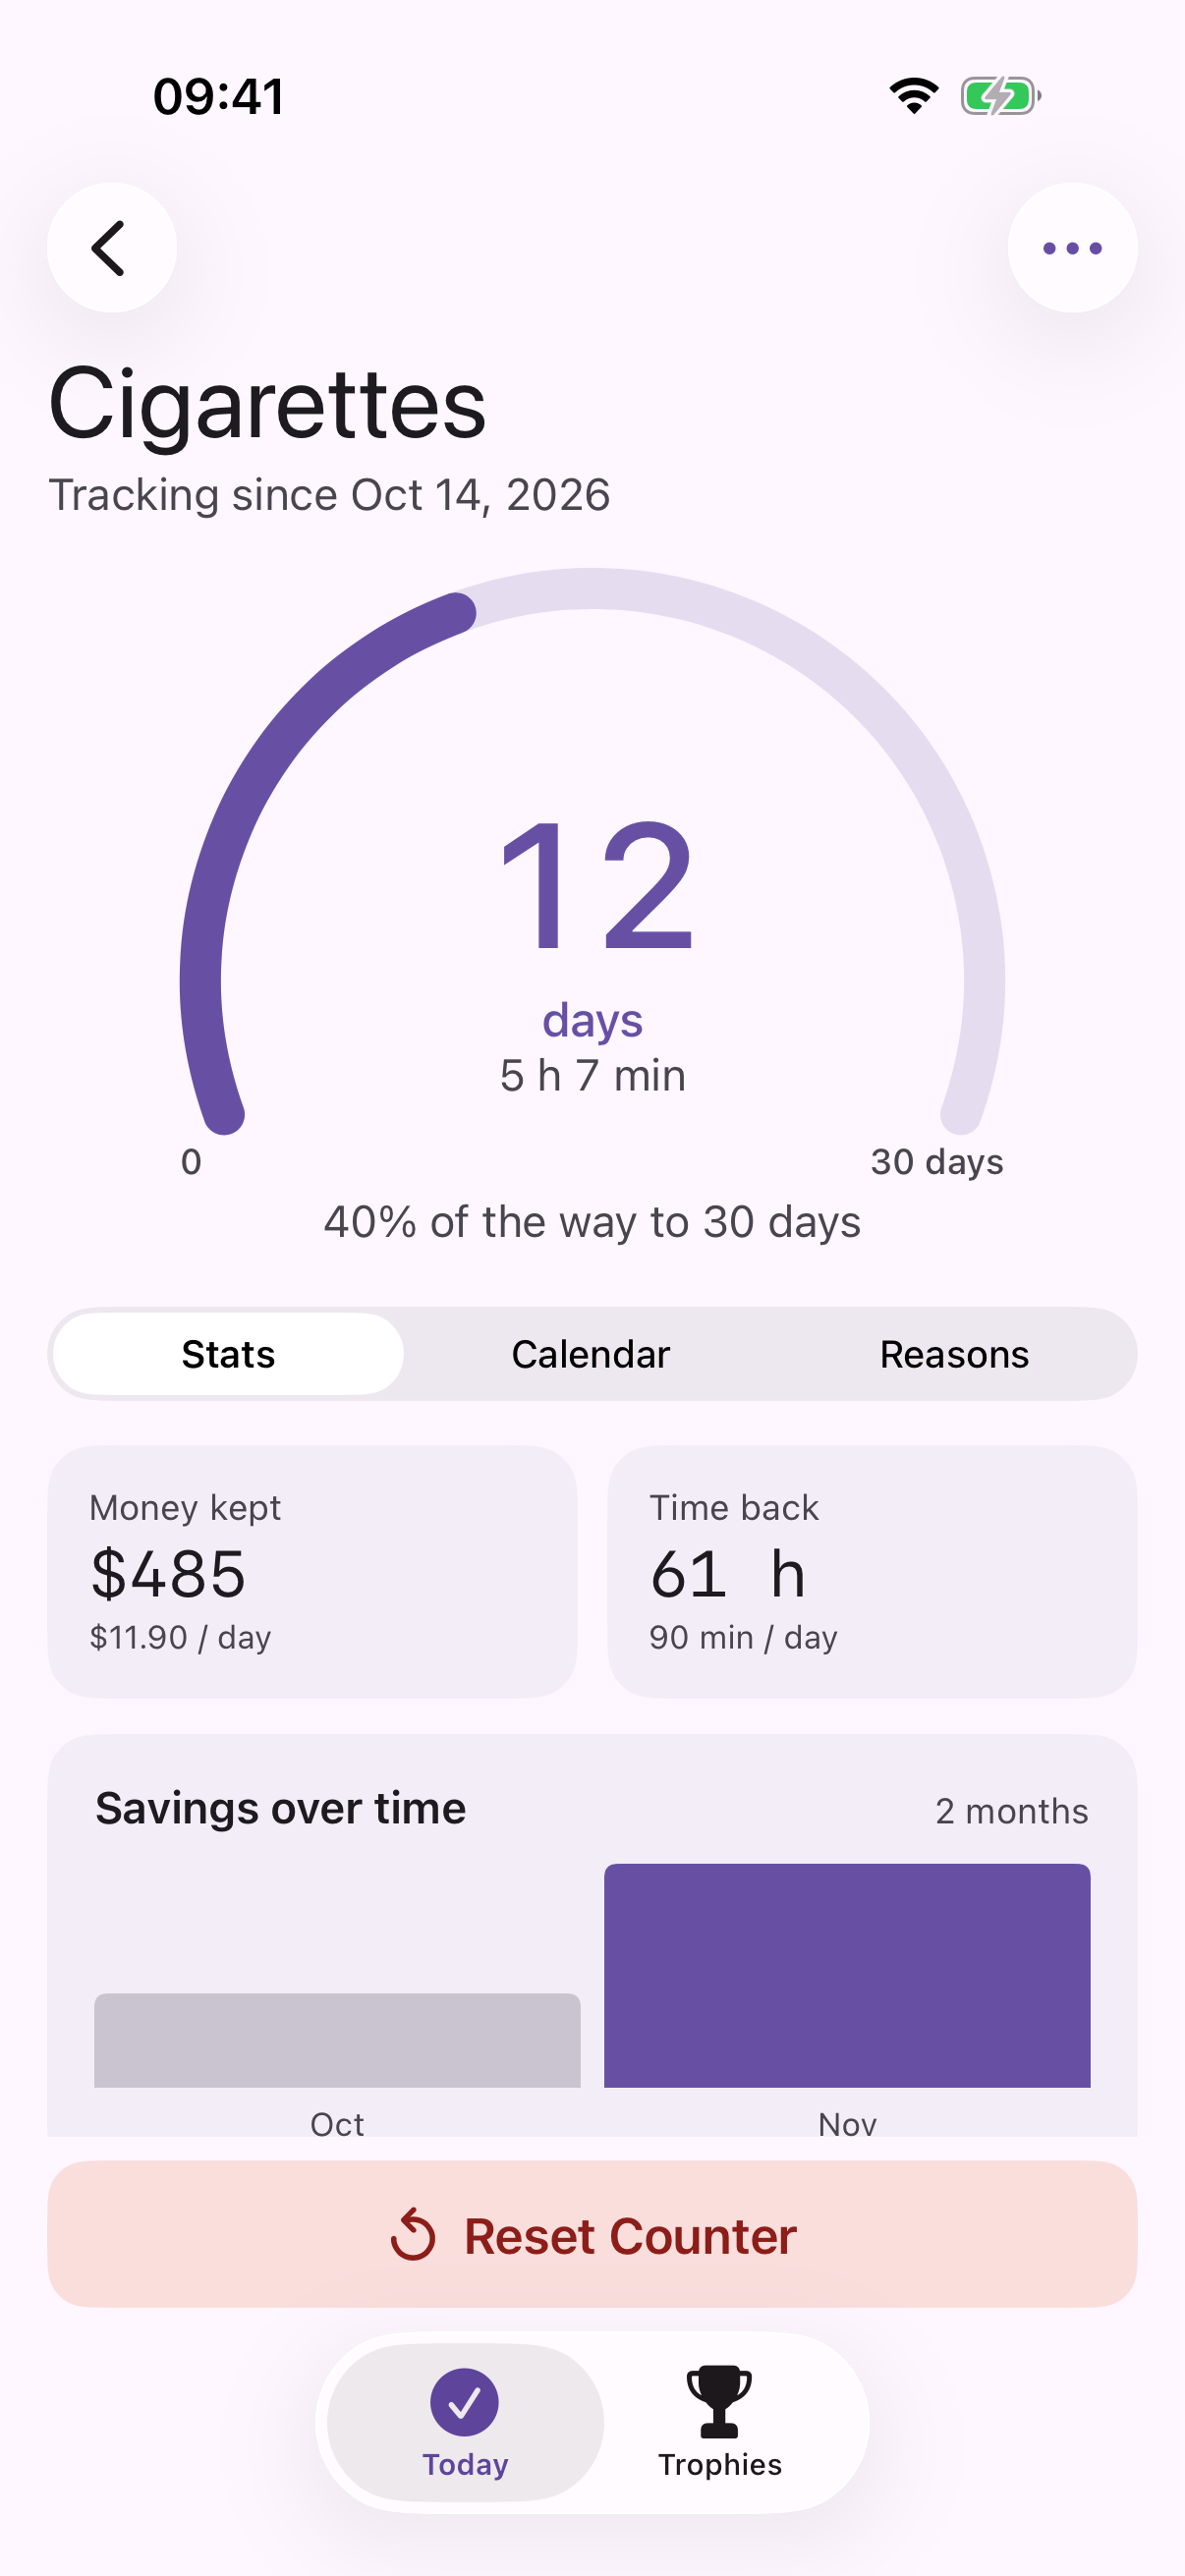 09:41
Cigarettes
Tracking since Oct 14, 2026
12
days
5 h 7 min
0
30 days
40% of the way to 30 days
Stats
Calendar
Reasons
Money kept
$485
$11.90 / day
Time back
61 h
90 min / day
Savings over time
2 months
Oct
Nov
Reset Counter
Today
Trophies